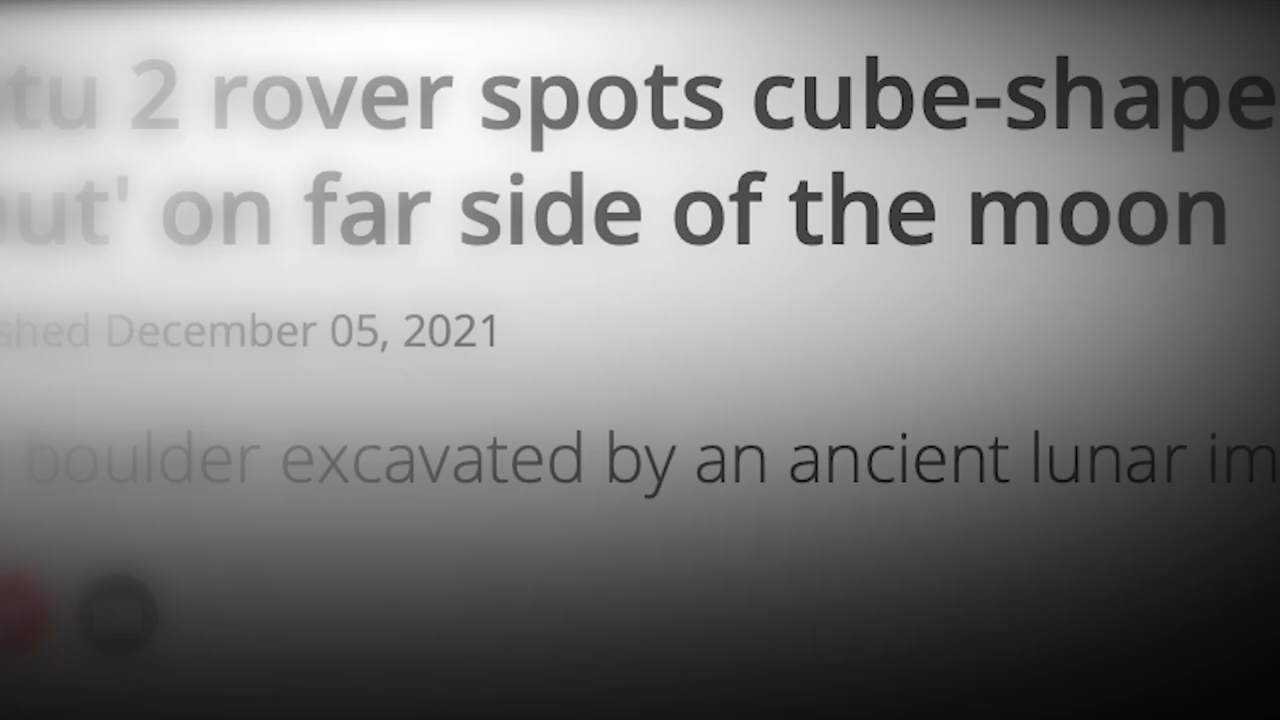 tu 2 rover spots cube-shape
ut' on far side of the moon
shed December 05, 2021
boulder excavated by an ancient lunar im